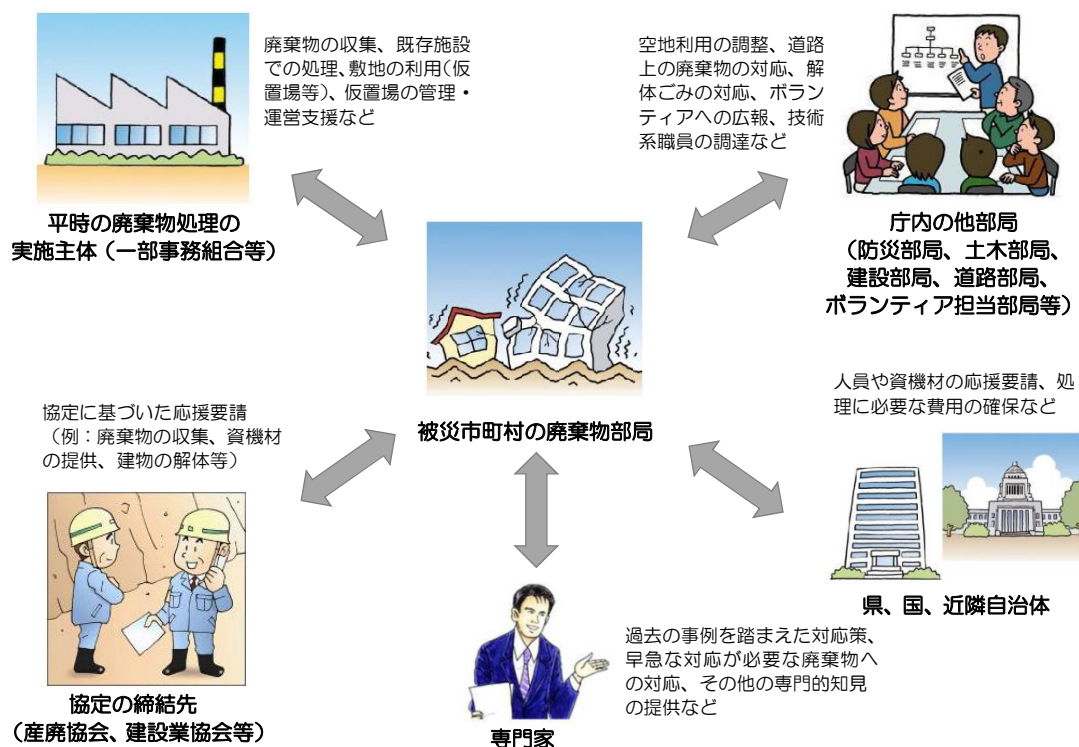 廃棄物の収集、既存施設
での処理、敷地の利用（仮
置場等）、仮置場の管理・
運営支援など
平時の廃棄物処理の
実施主体（一部事務組合等）
空地利用の調整、道路
上の廃棄物の対応、解
体ごみの対応、ボラン
ティアへの広報、技術
系職員の調達など
庁内の他部局
（防災部局、土木部局、
建設部局、道路部局、
ボランティア担当部局等）
被災市町村の廃棄物部局
協定に基づいた応援要請
（例：廃棄物の収集、資機材
の提供、建物の解体等）
協定の締結先
（産廃協会、建設業協会等）
人員や資機材の応援要請、処
理に必要な費用の確保など
県、国、近隣自治体
過去の事例を踏まえた対応策、
早急な対応が必要な廃棄物へ
の対応、その他の専門的知見
の提供など
専門家